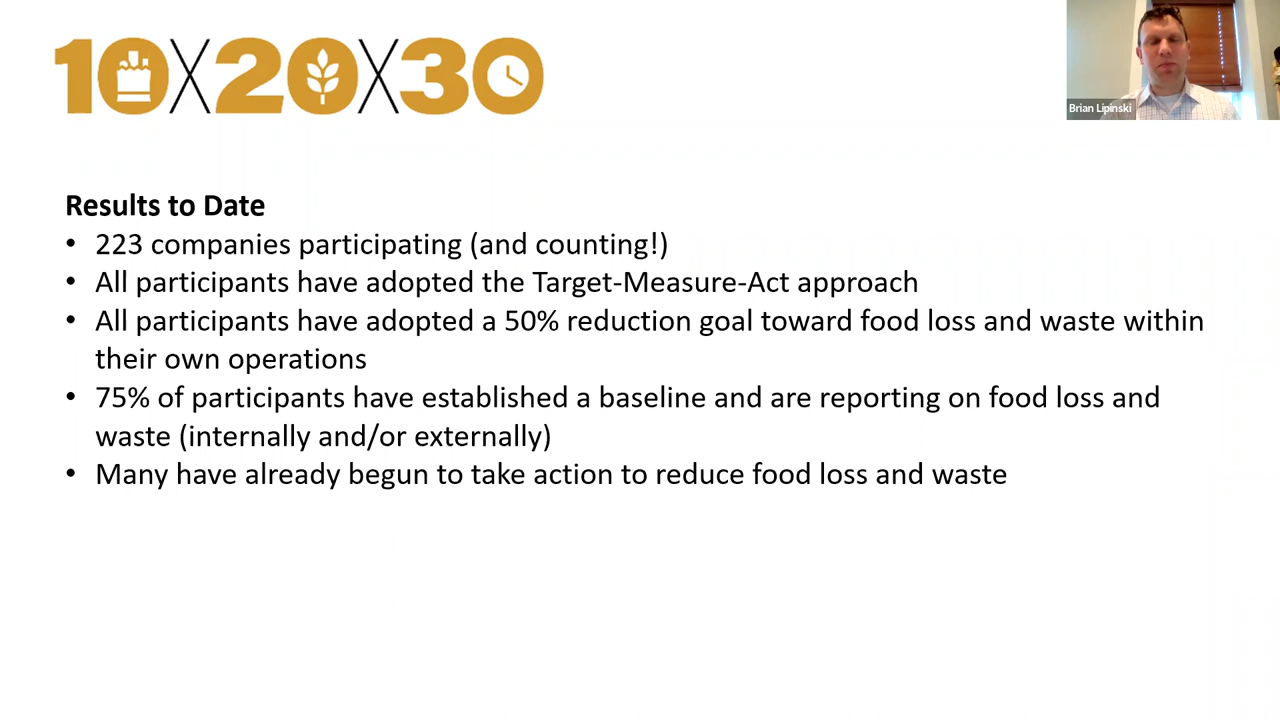 10X20X30
Brian Lipinski
Results to Date
• 223 companies participating (and counting!)
• All participants have adopted the Target-Measure-Act approach
• All participants have adopted a 50% reduction goal toward food loss and waste within
their own operations
• 75% of participants have established a baseline and are reporting on food loss and
waste (internally and/or externally)
• Many have already begun to take action to reduce food loss and waste